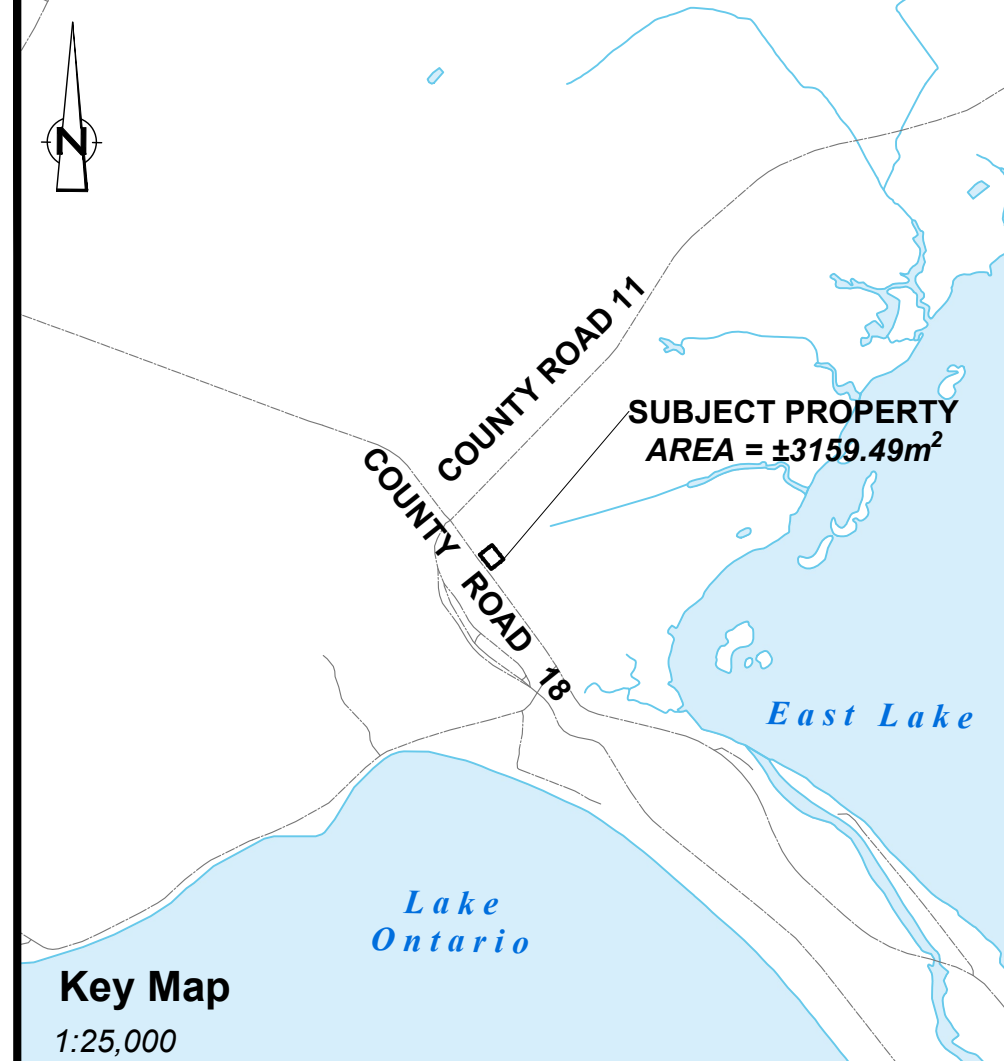 N
COUNTY ROAD 11
SUBJECT PROPERTY
AREA = ±3159.49m²
COUNTY ROAD 18
East Lake
Lake
Ontario
Key Map
1:25,000